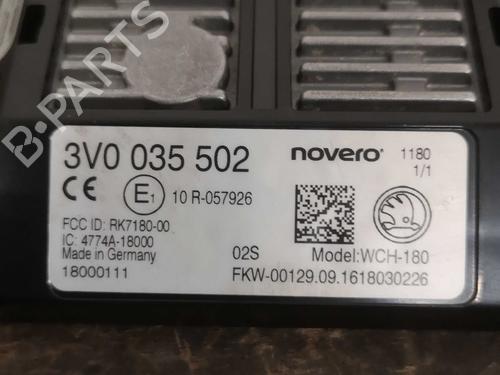 B-PARTS
3V0 035 502
novero
1180
1/1
CE
E1
10 R-057926
FCC ID: RK7180-00
IC: 4774A-18000
Made in Germany
18000111
02S
Model:WCH-180
FKW-00129.09.1618030226